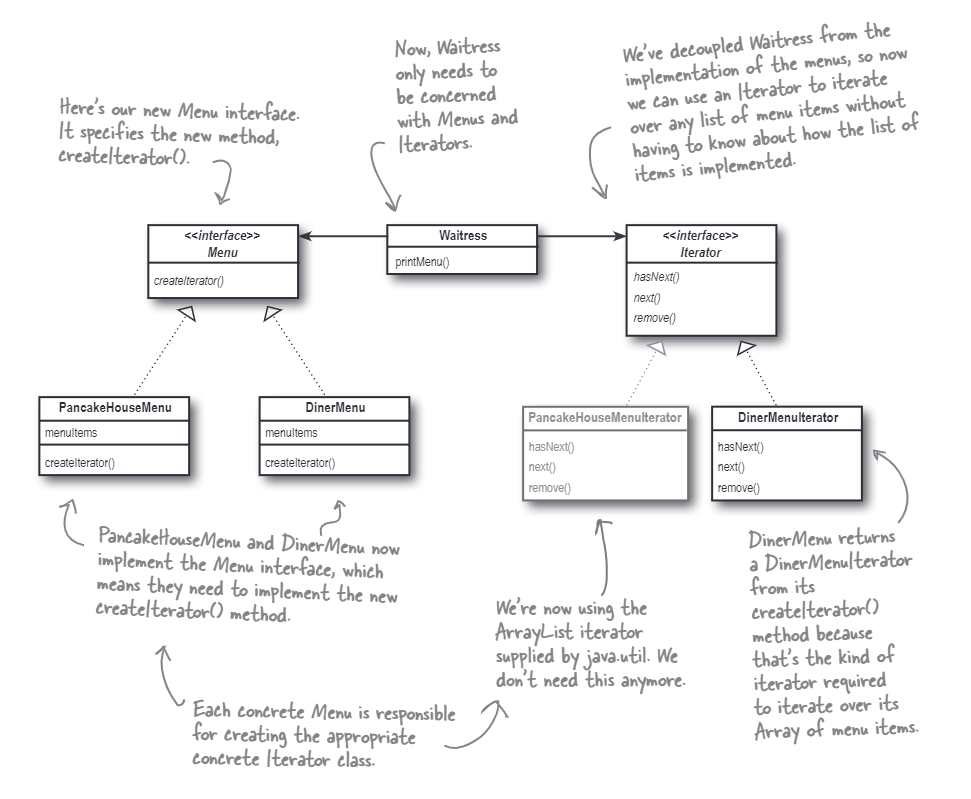 Here's our new Menu interface.
It specifies the new method,
createIterator().
Now, Waitress
only needs to
be concerned
with Menus and
Iterators.
We've decoupled Waitress from the
implementation of the menus, so now
we can use an Iterator to iterate
over any list of menu items without
having to know about how the list of
items is implemented.
<<interface>>
Menu
createIterator()
Waitress
printMenu()
<<interface>>
Iterator
hasNext()
next()
remove()
PancakeHouseMenu
menuItems
createIterator()
DinerMenu
menuItems
createIterator()
PancakeHouseMenuIterator
hasNext()
next()
remove()
DinerMenuIterator
hasNext()
next()
remove()
PancakeHouseMenu and DinerMenu now
implement the Menu interface, which
means they need to implement the new
createIterator() method.
We're now using the
ArrayList iterator
supplied by java.util. We
don't need this anymore.
DinerMenu returns
a DinerMenuIterator
from its
createIterator()
method because
that's the kind of
iterator required
to iterate over its
Array of menu items.
Each concrete Menu is responsible
for creating the appropriate
concrete Iterator class.